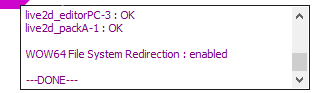 live2d_editorPC-3 : OK
live2d_packA-1 : OK
WOW64 File System Redirection : enabled
---DONE---